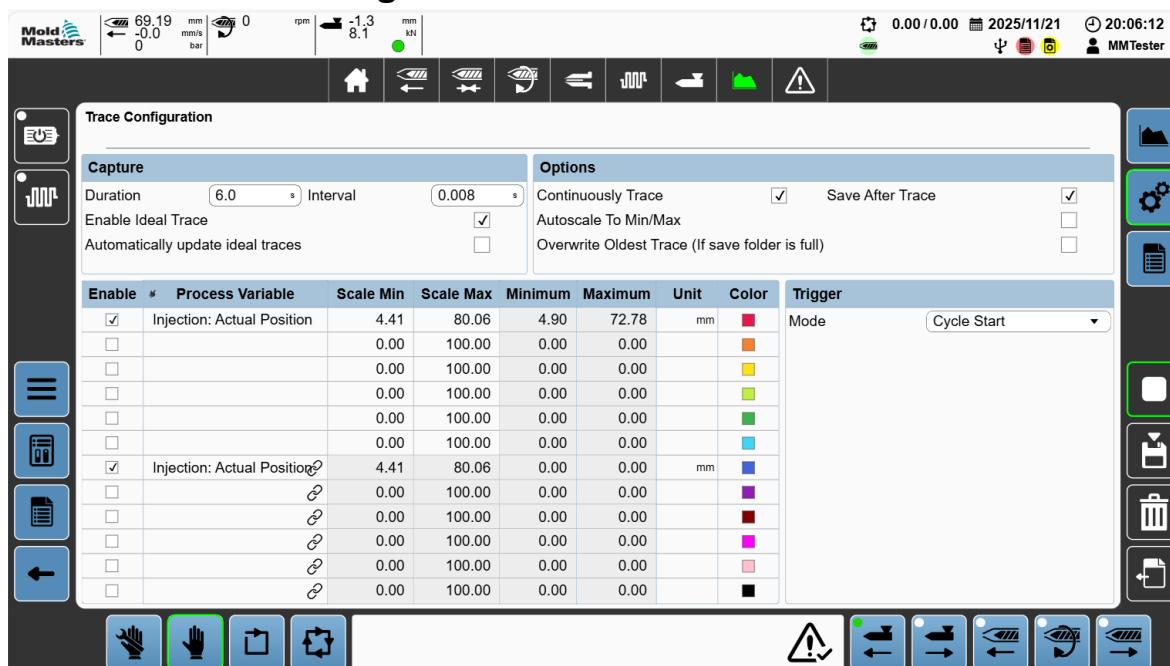 Mold Masters
69.19 mm
-0.0 mm/s
0 bar
0 rpm
-1.3 mm
8.1 kN
0.00 / 0.00
2025/11/21
20:06:12
MMTester
Trace Configuration
Capture
Duration 6.0 s Interval 0.008 s
Enable Ideal Trace
Automatically update ideal traces
Options
Continuously Trace Save After Trace
Autoscale To Min/Max
Overwrite Oldest Trace (If save folder is full)
Enable # Process Variable Scale Min Scale Max Minimum Maximum Unit Color
Injection: Actual Position 4.41 80.06 4.90 72.78 mm
0.00 100.00 0.00 0.00
0.00 100.00 0.00 0.00
0.00 100.00 0.00 0.00
0.00 100.00 0.00 0.00
0.00 100.00 0.00 0.00
Injection: Actual Position 4.41 80.06 0.00 0.00 mm
0.00 100.00 0.00 0.00
0.00 100.00 0.00 0.00
0.00 100.00 0.00 0.00
0.00 100.00 0.00 0.00
0.00 100.00 0.00 0.00
Trigger
Mode Cycle Start